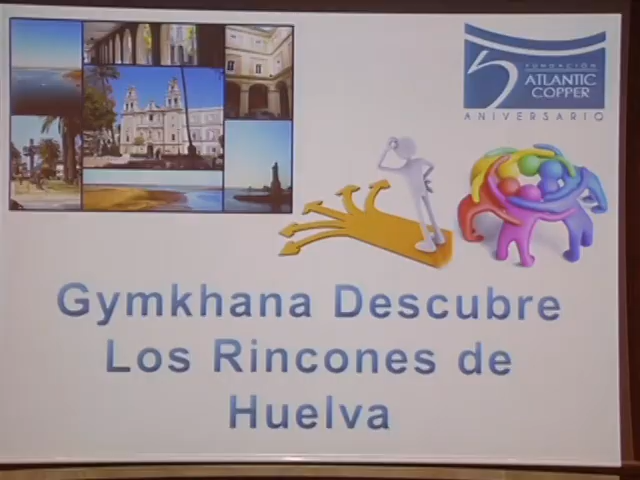 5
FUNDACIÓN
ATLANTIC
COPPER
ANIVERSARIO
Gymkhana Descubre
Los Rincones de
Huelva